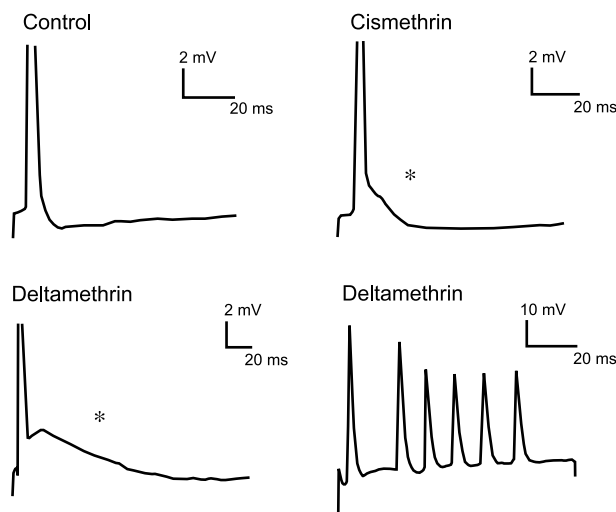 Control
2 mV
20 ms
Cismethrin
2 mV
20 ms
*
Deltamethrin
2 mV
20 ms
*
Deltamethrin
10 mV
20 ms